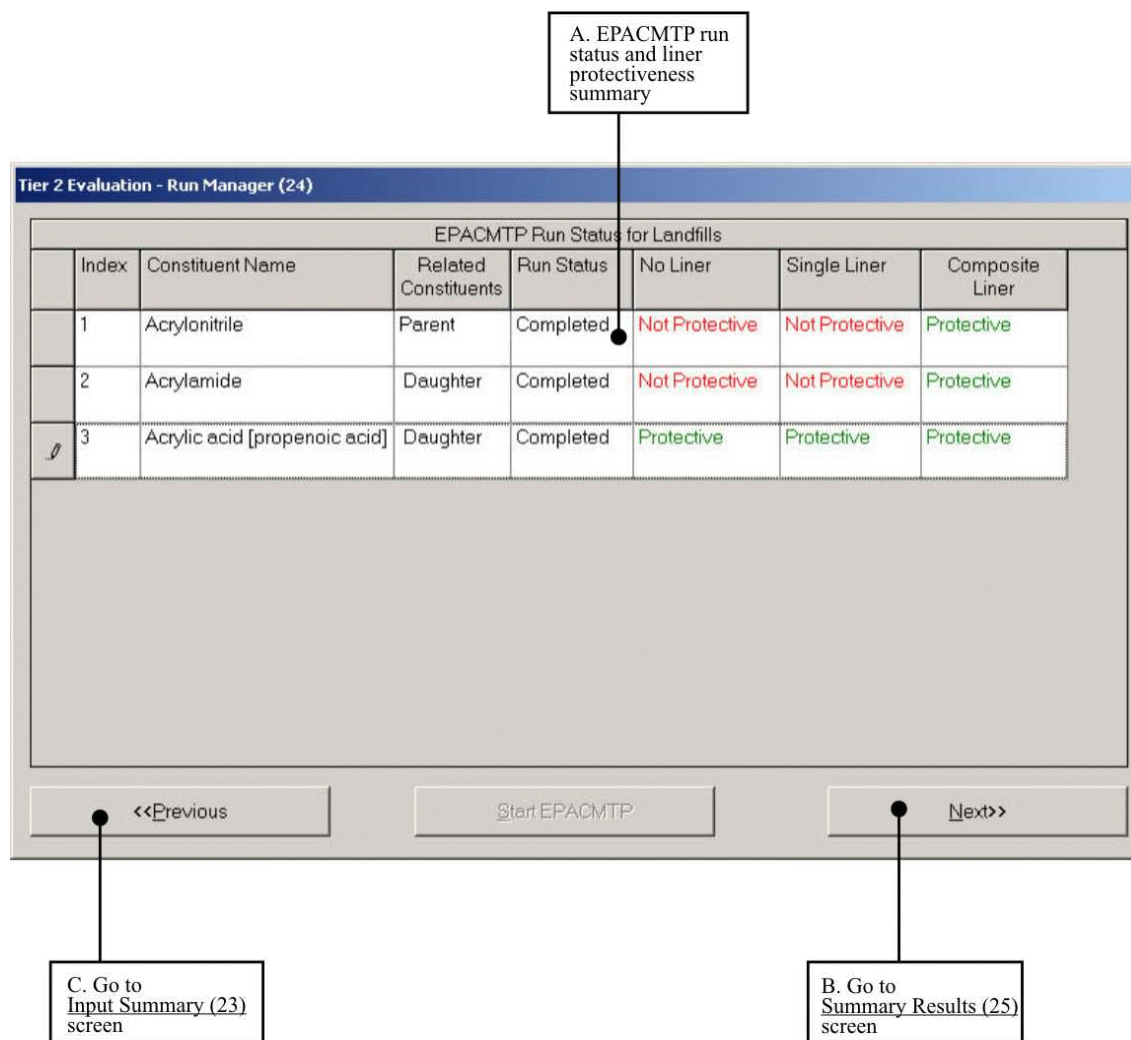 A. EPACMTP run
status and liner
protectiveness
summary
Tier 2 Evaluation - Run Manager (24)
EPACMTP Run Status for Landfills
Index Constituent Name Related Constituents Run Status No Liner Single Liner Composite Liner
1 Acrylonitrile Parent Completed Not Protective Not Protective Protective
2 Acrylamide Daughter Completed Not Protective Not Protective Protective
3 Acrylic acid [propenoic acid] Daughter Completed Protective Protective Protective
<<Previous Start EPACMTP Next>>
C. Go to
Input Summary (23)
screen
B. Go to
Summary Results (25)
screen